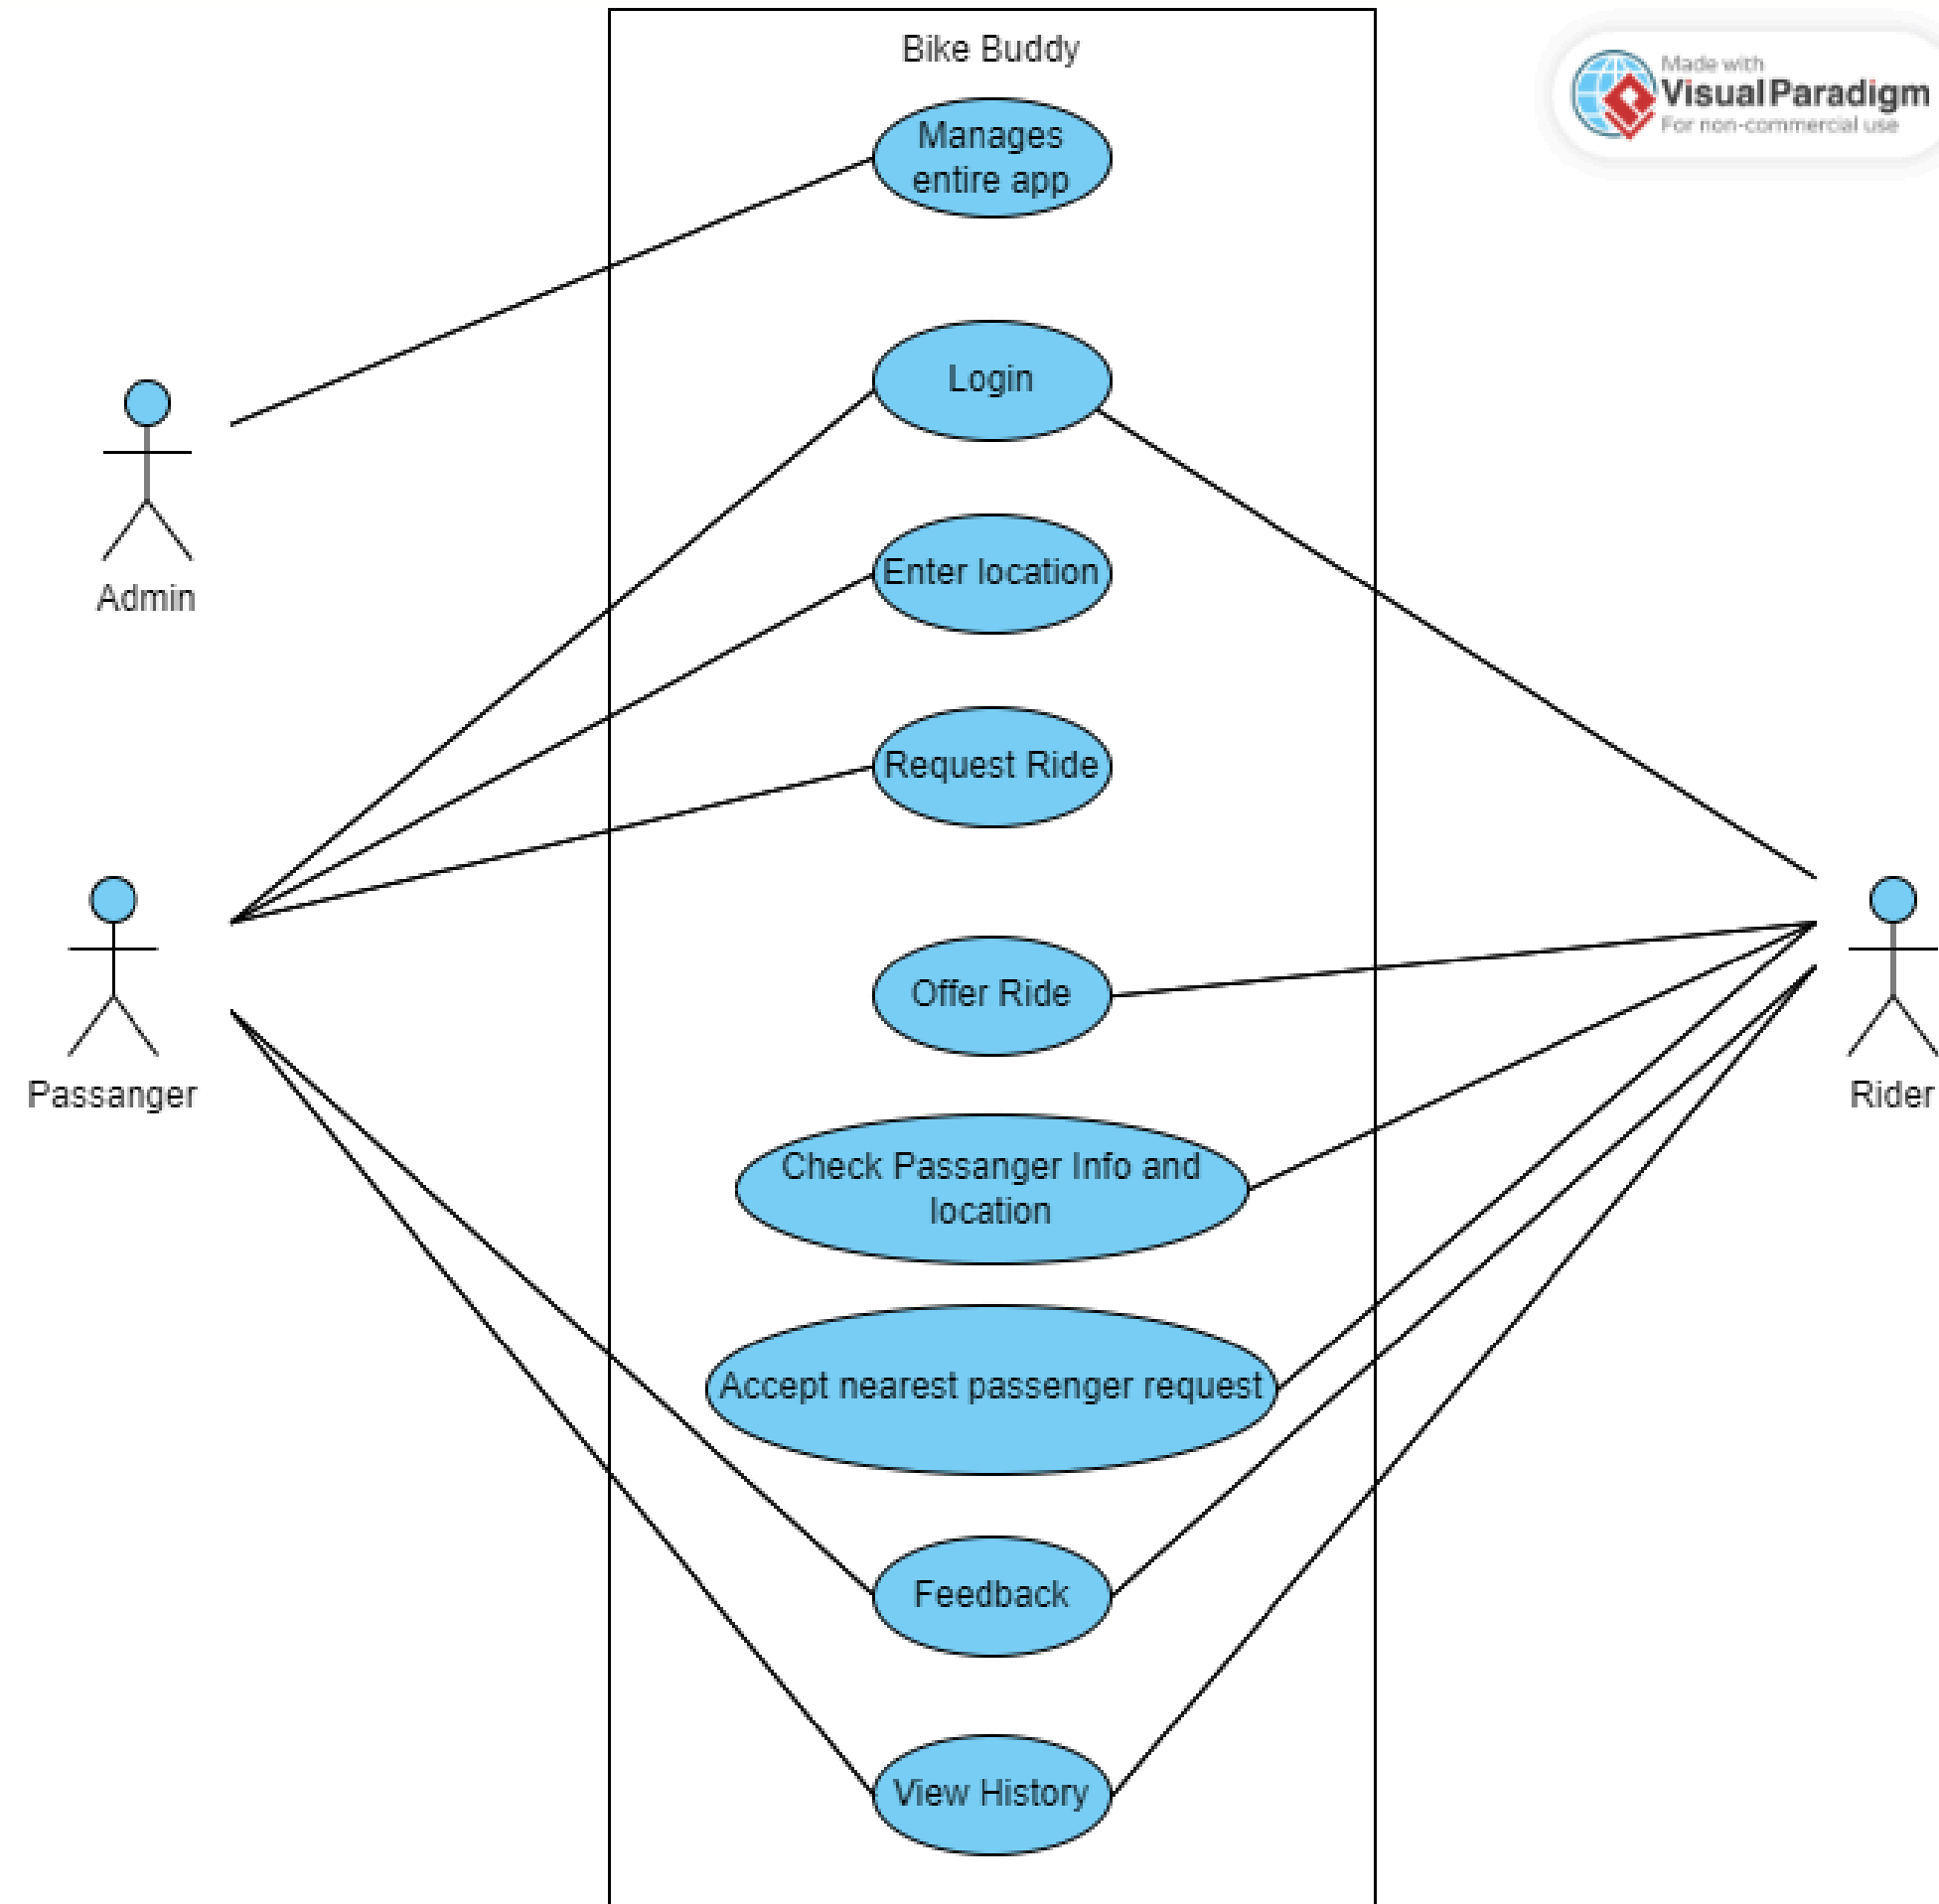 Bike Buddy
Made with
Visual Paradigm
For non-commercial use
Manages
entire app
Login
Enter location
Admin
Request Ride
Offer Ride
Passanger
Rider
Check Passanger Info and
location
Accept nearest passenger request
Feedback
View History